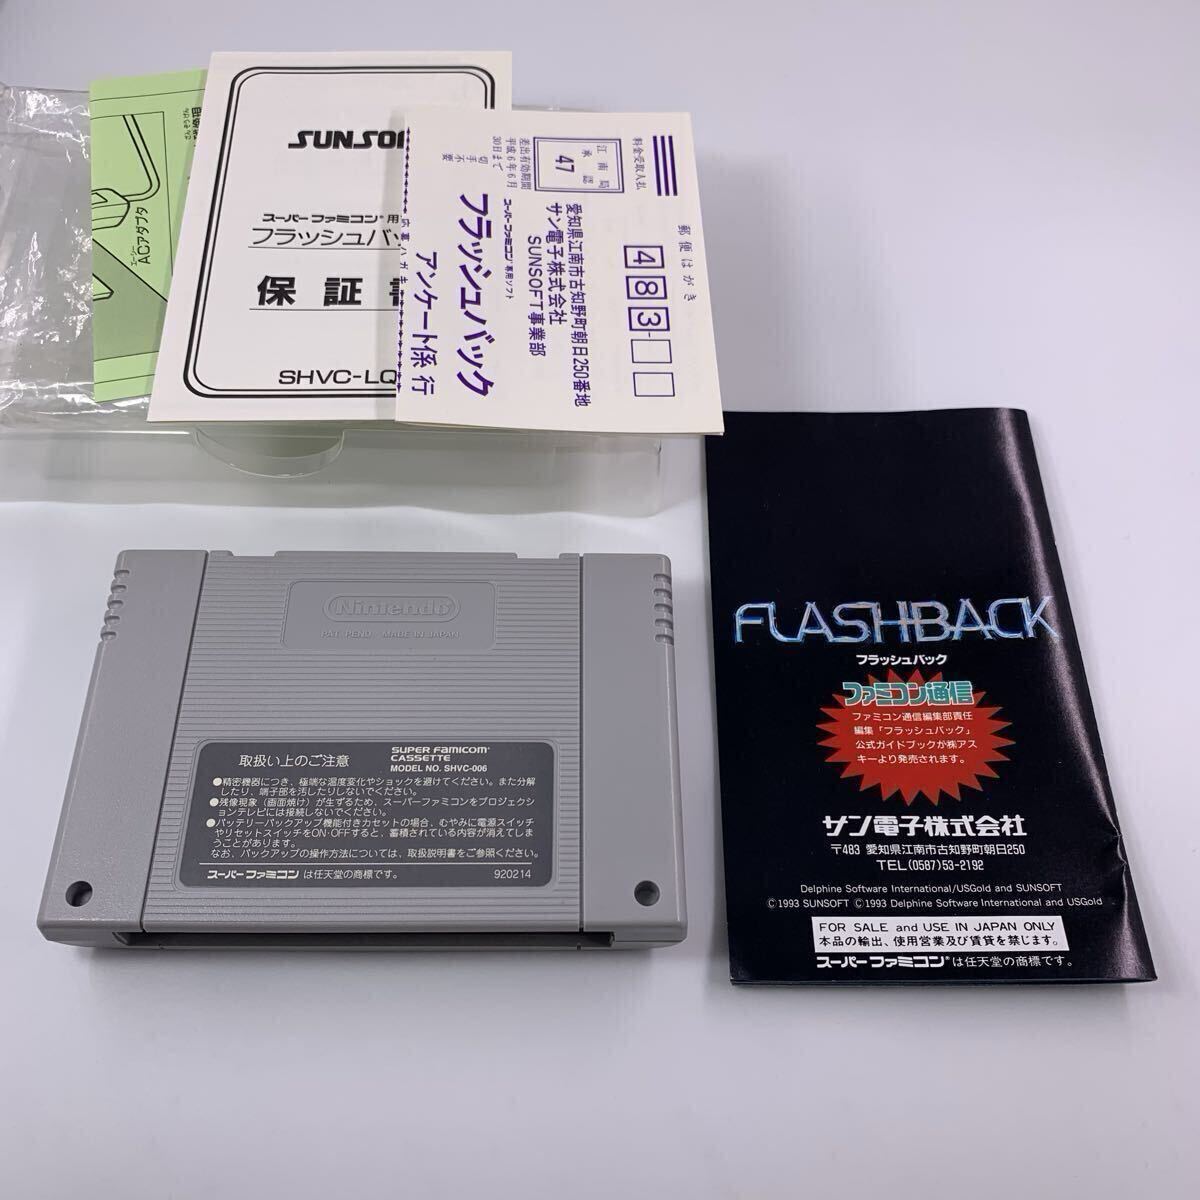 エーシー
ACアダプタ
SUNSO
スーパーファミコン®用
フラッシュバッ
保証書
SHVC-LQ
料金受取人払
江南局
承認
47
差出有効期間
平成6年6月
30日まで
切手不要
郵便はがき
483-
愛知県江南市古知野町朝日250番地
サン電子株式会社
SUNSOFT事業部
スーパーファミコン®専用ソフト
フラッシュバック
アンケート係 行
応募ハガキ
Nintendo
PAT. PEND. MADE IN JAPAN
取扱い上のご注意
SUPER FAMICOM®
CASSETTE
MODEL NO. SHVC-006
●精密機器につき、極端な温度変化やショックを避けてください。また分解
したり、端子部を汚したりしないでください。
●残像現象(画面焼け)が生ずるため、スーパーファミコンをプロジェクシ
ョンテレビには接続しないでください。
●バッテリーバックアップ機能付きカセットの場合、むやみに電源スイッチ
やリセットスイッチをON・OFFすると、蓄積されている内容が消えてしま
うことがあります。
なお、バックアップの操作方法については、取扱説明書をご参照ください。
スーパーファミコンは任天堂の商標です。
920214
FLASHBACK
フラッシュバック
ファミコン通信
ファミコン通信編集部責任
編集「フラッシュバック」
公式ガイドブックが㈱アス
キーより発売されます。
サン電子株式会社
〒483 愛知県江南市古知野町朝日250
TEL(0587)53-2192
Delphine Software International/USGold and SUNSOFT
©1993 SUNSOFT ©1993 Delphine Software International and USGold
FOR SALE and USE IN JAPAN ONLY
本品の輸出、使用営業及び賃貸を禁じます。
スーパーファミコン®は任天堂の商標です。